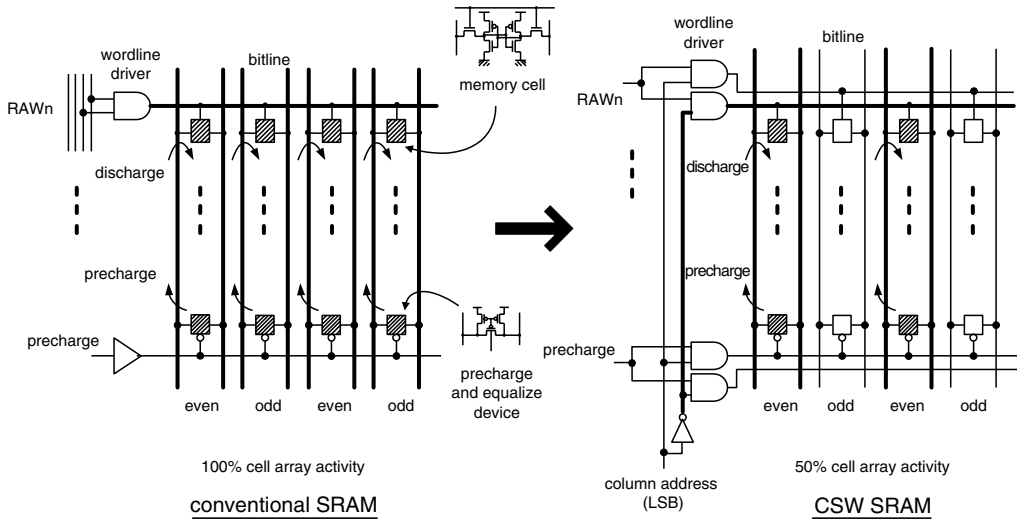 wordline
driver
bitline
RAWn
memory cell
discharge
precharge
precharge
precharge
and equalize
device
even
odd
even
odd
100% cell array activity
conventional SRAM
wordline
driver
bitline
RAWn
discharge
precharge
precharge
even
odd
even
odd
column address
(LSB)
50% cell array activity
CSW SRAM